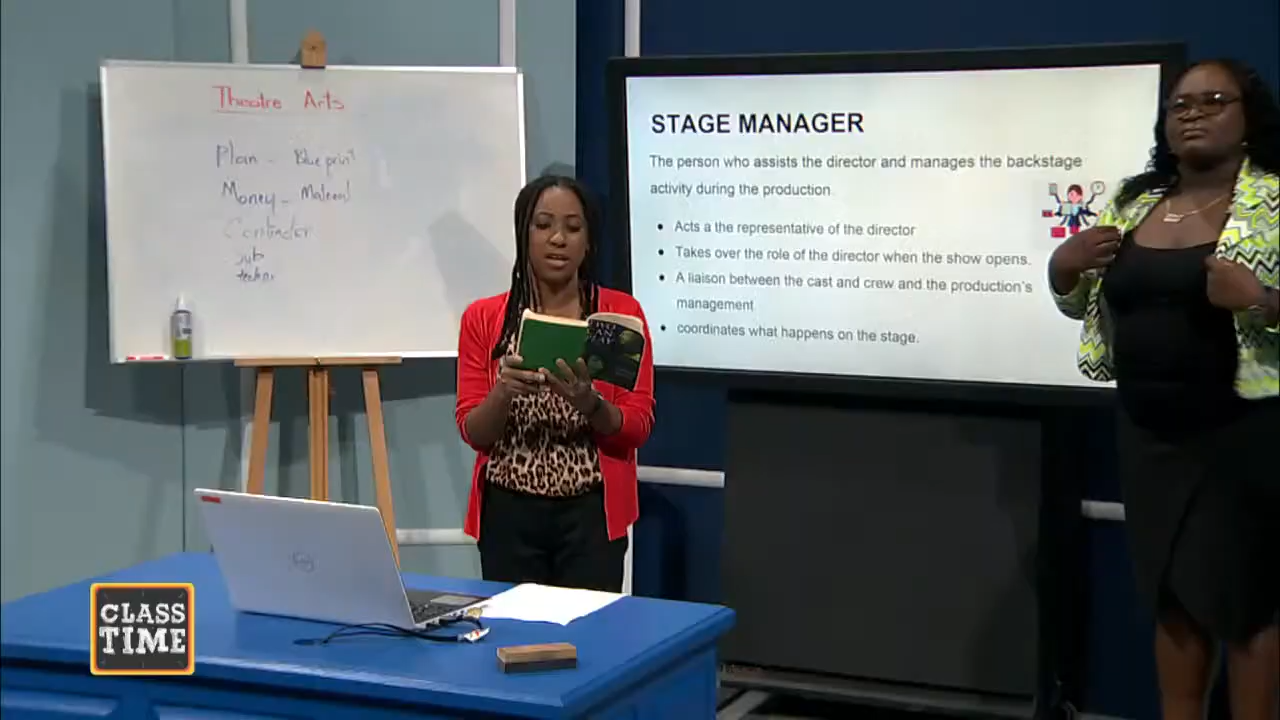 Theatre Arts
Plan - Blue print
Money - Material
Contractor
Sub
STAGE MANAGER
The person who assists the director and manages the backstage
activity during the production
• Acts a the representative of the director
• Takes over the role of the director when the show opens.
• A liaison between the cast and crew and the production's
management
• coordinates what happens on the stage.
CLASS
TIME